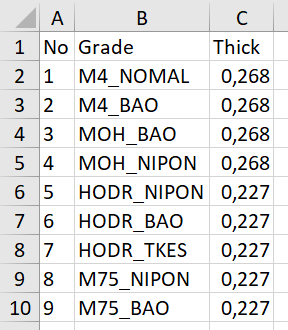 A B C
1 No Grade Thick
2 1 M4_NOMAL 0,268
3 2 M4_BAO 0,268
4 3 MOH_BAO 0,268
5 4 MOH_NIPON 0,268
6 5 HODR_NIPON 0,227
7 6 HODR_BAO 0,227
8 7 HODR_TKES 0,227
9 8 M75_NIPON 0,227
10 9 M75_BAO 0,227